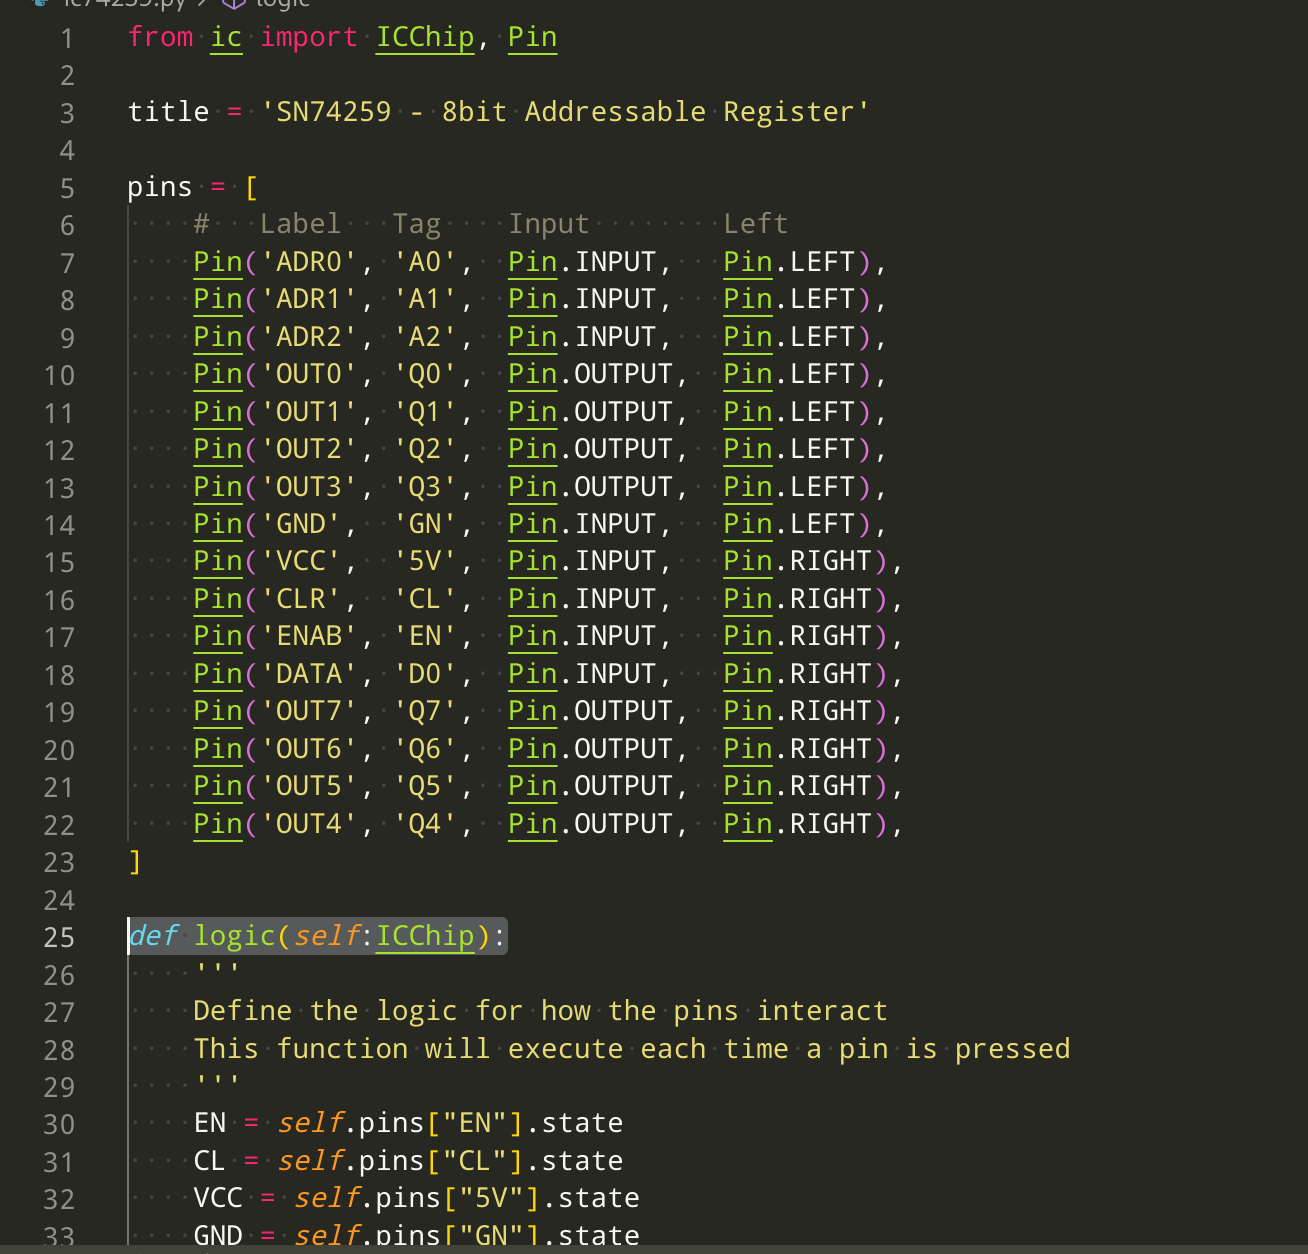 ic74259.py > logic
1 from ic import ICChip, Pin
2
3 title = 'SN74259 - 8bit Addressable Register'
4
5 pins = [
6 # Label Tag Input Left
7 Pin('ADR0', 'A0', Pin.INPUT, Pin.LEFT),
8 Pin('ADR1', 'A1', Pin.INPUT, Pin.LEFT),
9 Pin('ADR2', 'A2', Pin.INPUT, Pin.LEFT),
10 Pin('OUT0', 'Q0', Pin.OUTPUT, Pin.LEFT),
11 Pin('OUT1', 'Q1', Pin.OUTPUT, Pin.LEFT),
12 Pin('OUT2', 'Q2', Pin.OUTPUT, Pin.LEFT),
13 Pin('OUT3', 'Q3', Pin.OUTPUT, Pin.LEFT),
14 Pin('GND', 'GN', Pin.INPUT, Pin.LEFT),
15 Pin('VCC', '5V', Pin.INPUT, Pin.RIGHT),
16 Pin('CLR', 'CL', Pin.INPUT, Pin.RIGHT),
17 Pin('ENAB', 'EN', Pin.INPUT, Pin.RIGHT),
18 Pin('DATA', 'D0', Pin.INPUT, Pin.RIGHT),
19 Pin('OUT7', 'Q7', Pin.OUTPUT, Pin.RIGHT),
20 Pin('OUT6', 'Q6', Pin.OUTPUT, Pin.RIGHT),
21 Pin('OUT5', 'Q5', Pin.OUTPUT, Pin.RIGHT),
22 Pin('OUT4', 'Q4', Pin.OUTPUT, Pin.RIGHT),
23 ]
24
25 def logic(self:ICChip):
26 '''
27 Define the logic for how the pins interact
28 This function will execute each time a pin is pressed
29 '''
30 EN = self.pins["EN"].state
31 CL = self.pins["CL"].state
32 VCC = self.pins["5V"].state
33 GND = self.pins["GN"].state